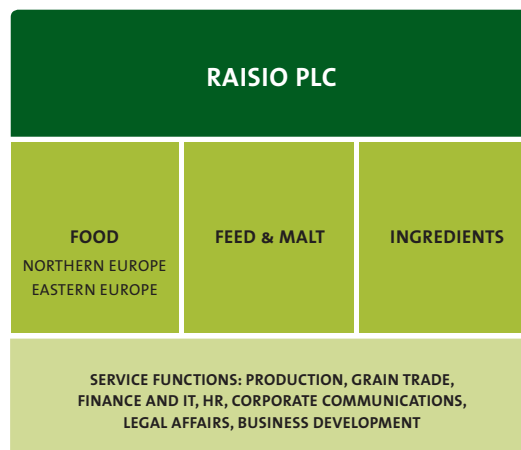 RAISIO PLC
FOOD
NORTHERN EUROPE
EASTERN EUROPE
FEED & MALT
INGREDIENTS
SERVICE FUNCTIONS: PRODUCTION, GRAIN TRADE,
FINANCE AND IT, HR, CORPORATE COMMUNICATIONS,
LEGAL AFFAIRS, BUSINESS DEVELOPMENT